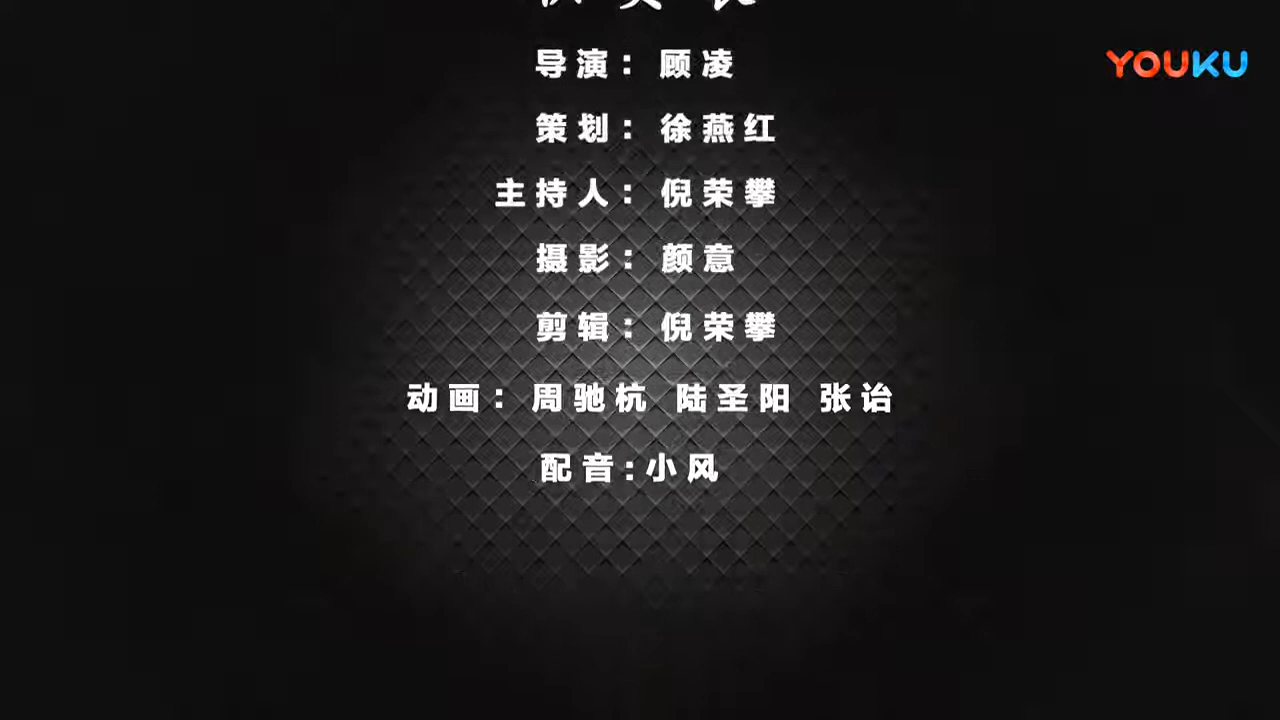 YOUKU
导演：顾凌
策划：徐燕红
主持人：倪荣攀
摄影：颜意
剪辑：倪荣攀
动画：周驰杭 陆圣阳 张诒
配音:小风